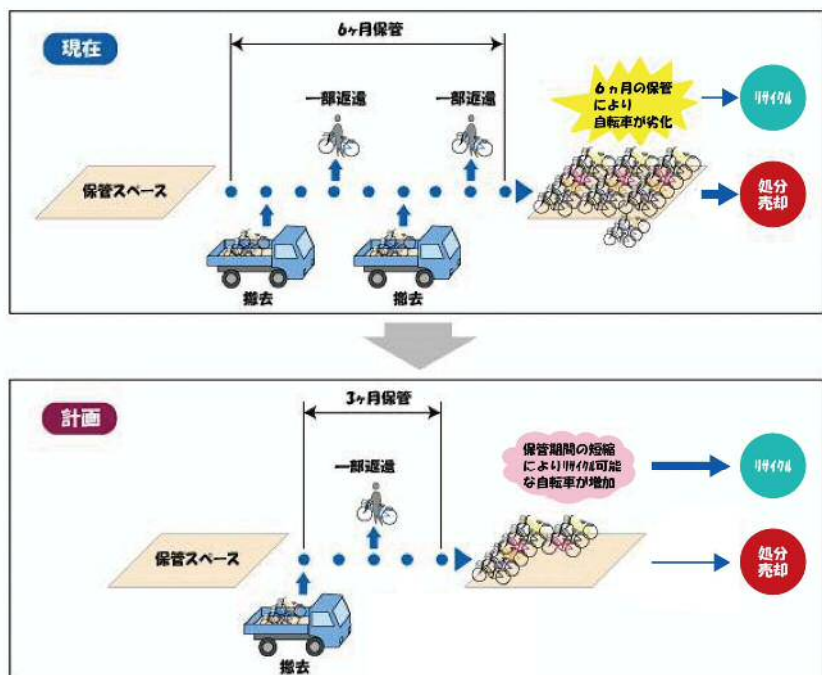 現在
6ヶ月保管
一部返還
一部返還
6ヵ月の保管
により
自転車が劣化
リサイクル
保管スペース
処分
売却
撤去
撤去
計画
3ヶ月保管
一部返還
保管期間の短縮
によりリサイクル可能
な自転車が増加
リサイクル
保管スペース
処分
売却
撤去